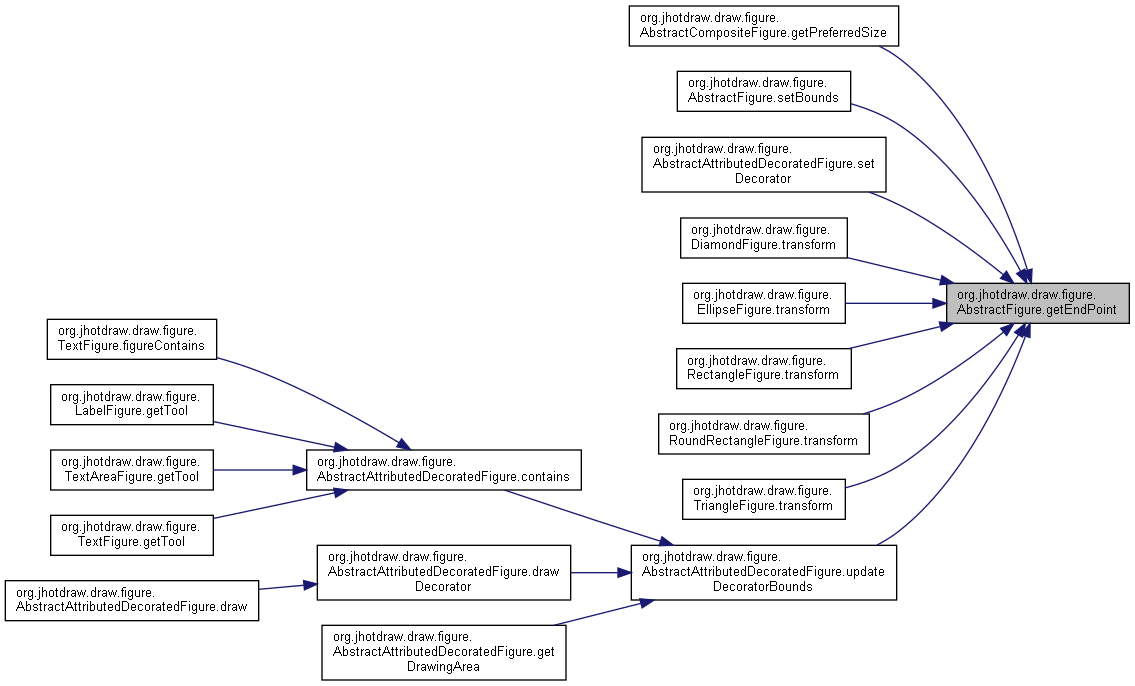 org.jhotdraw.draw.figure.
AbstractCompositeFigure.getPreferredSize
org.jhotdraw.draw.figure.
AbstractFigure.setBounds
org.jhotdraw.draw.figure.
AbstractAttributedDecoratedFigure.set
Decorator
org.jhotdraw.draw.figure.
DiamondFigure.transform
org.jhotdraw.draw.figure.
EllipseFigure.transform
org.jhotdraw.draw.figure.
AbstractFigure.getEndPoint
org.jhotdraw.draw.figure.
RectangleFigure.transform
org.jhotdraw.draw.figure.
RoundRectangleFigure.transform
org.jhotdraw.draw.figure.
TriangleFigure.transform
org.jhotdraw.draw.figure.
AbstractAttributedDecoratedFigure.update
DecoratorBounds
org.jhotdraw.draw.figure.
TextFigure.figureContains
org.jhotdraw.draw.figure.
LabelFigure.getTool
org.jhotdraw.draw.figure.
TextAreaFigure.getTool
org.jhotdraw.draw.figure.
TextFigure.getTool
org.jhotdraw.draw.figure.
AbstractAttributedDecoratedFigure.contains
org.jhotdraw.draw.figure.
AbstractAttributedDecoratedFigure.draw
Decorator
org.jhotdraw.draw.figure.
AbstractAttributedDecoratedFigure.draw
org.jhotdraw.draw.figure.
AbstractAttributedDecoratedFigure.get
DrawingArea